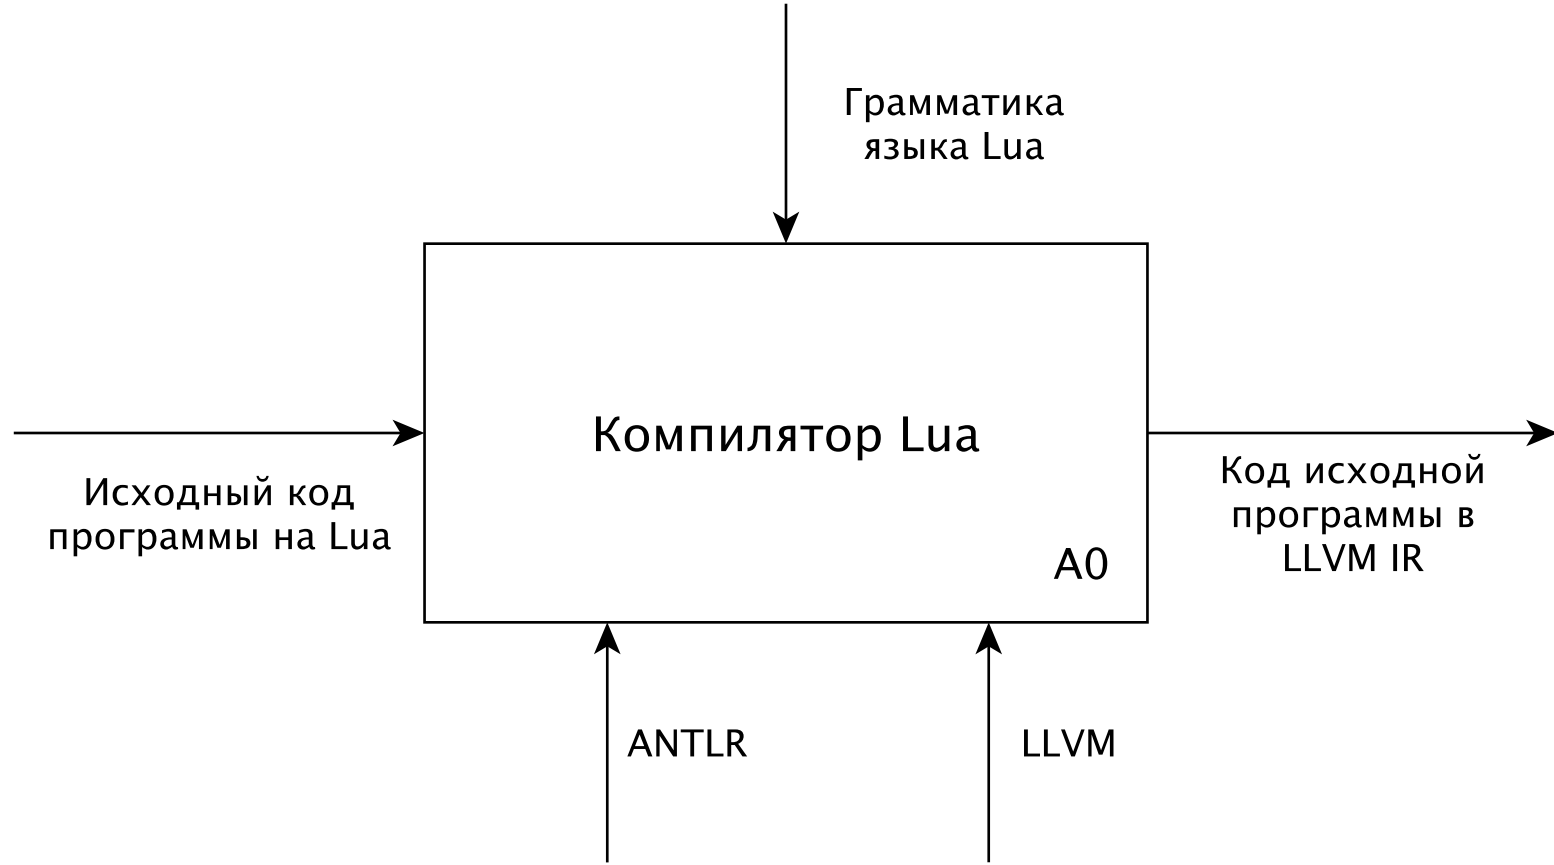 Грамматика
языка Lua
Компилятор Lua
Исходный код
программы на Lua
Код исходной
программы в
LLVM IR
A0
ANTLR
LLVM